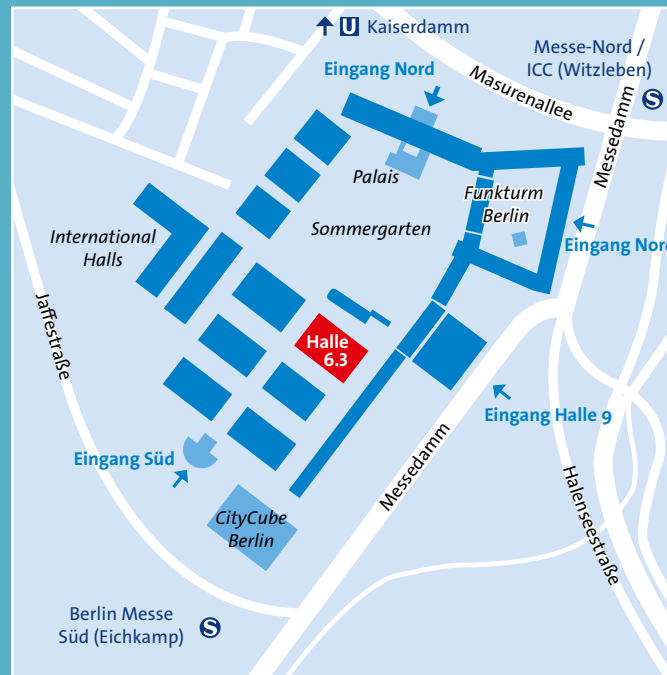 U Kaiserdamm
Messe-Nord /
ICC (Witzleben)
S
Eingang Nord
Masurenallee
Messedamm
Palais
Funkturm
Berlin
Sommergarten
International
Halls
Eingang Nord
Jaffestraße
Halle
6.3
Eingang Halle 9
Messedamm
Eingang Süd
Halenseestraße
CityCube
Berlin
Berlin Messe
Süd (Eichkamp)
S